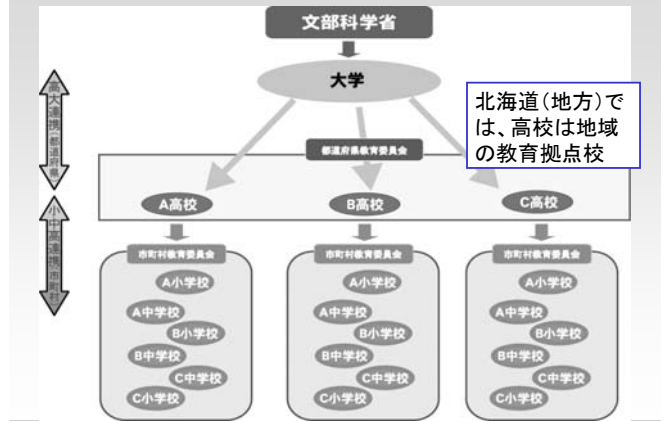 文部科学省
大学
北海道（地方）で
は、高校は地域
の教育拠点校
高大連携（都道府県）
都道府県教育委員会
A高校
B高校
C高校
小中高連携（市町村）
市町村教育委員会
A小学校
A中学校
B小学校
B中学校
C中学校
C小学校
市町村教育委員会
A小学校
A中学校
B小学校
B中学校
C中学校
C小学校
市町村教育委員会
A小学校
A中学校
B小学校
B中学校
C中学校
C小学校